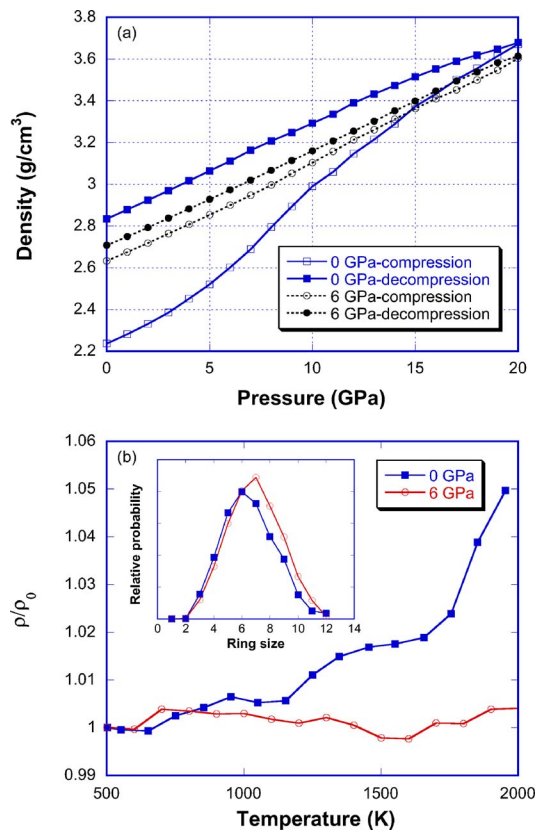 (a)
3.8
3.6
3.4
3.2
3
2.8
2.6
2.4
2.2
Density (g/cm³)
0 GPa-compression
0 GPa-decompression
6 GPa-compression
6 GPa-decompression
0 5 10 15 20
Pressure (GPa)
(b)
1.06
1.05
1.04
1.03
1.02
1.01
1
0.99
ρ/ρ₀
0 GPa
6 GPa
Relative probability
0 2 4 6 8 10 12 14
Ring size
500 1000 1500 2000
Temperature (K)